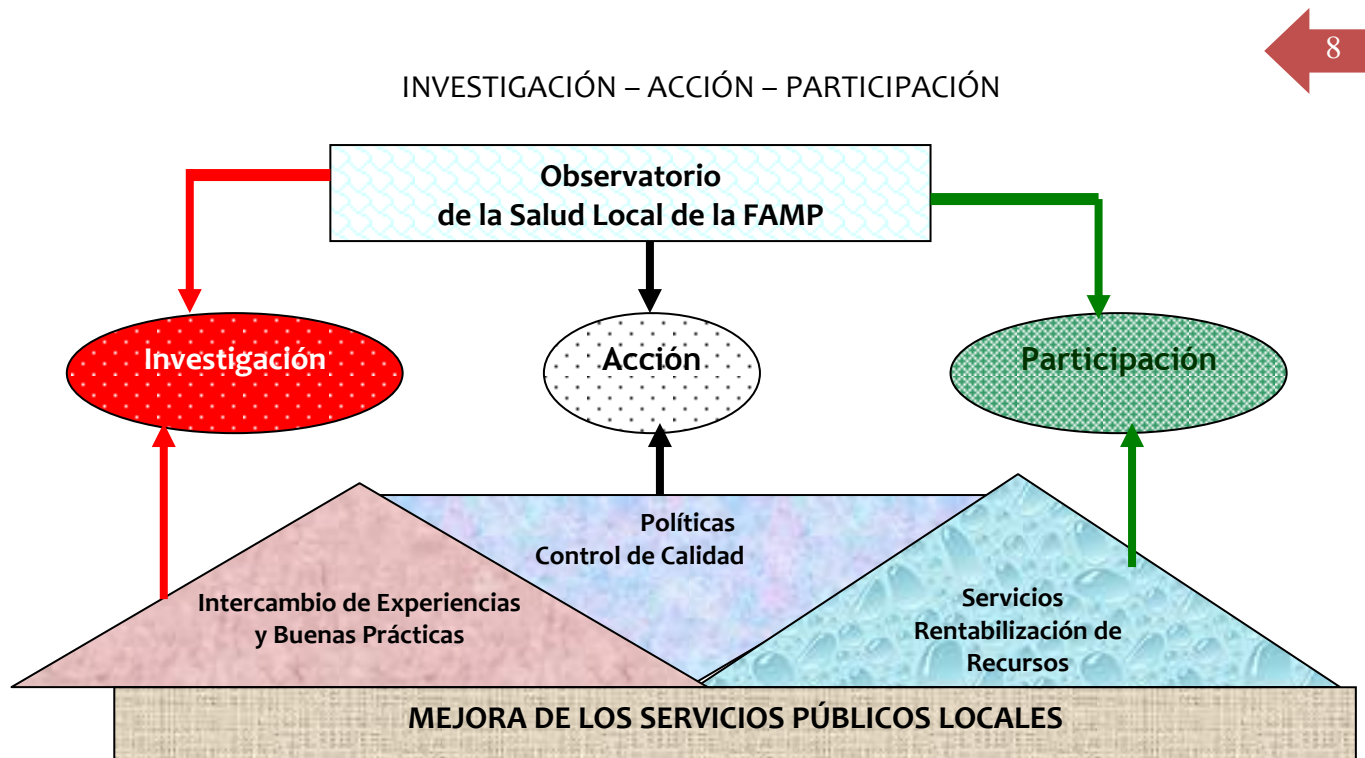 8
INVESTIGACIÓN – ACCIÓN – PARTICIPACIÓN
Observatorio
de la Salud Local de la FAMP
Investigación
Acción
Participación
Políticas
Control de Calidad
Intercambio de Experiencias
y Buenas Prácticas
Servicios
Rentabilización de
Recursos
MEJORA DE LOS SERVICIOS PÚBLICOS LOCALES